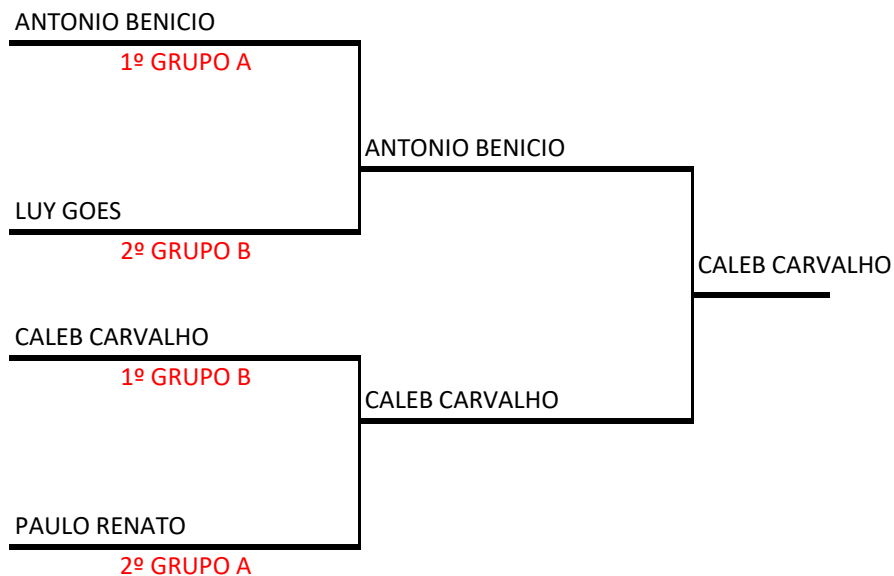 ANTONIO BENICIO
1º GRUPO A
ANTONIO BENICIO
LUY GOES
2º GRUPO B
CALEB CARVALHO
CALEB CARVALHO
1º GRUPO B
CALEB CARVALHO
PAULO RENATO
2º GRUPO A